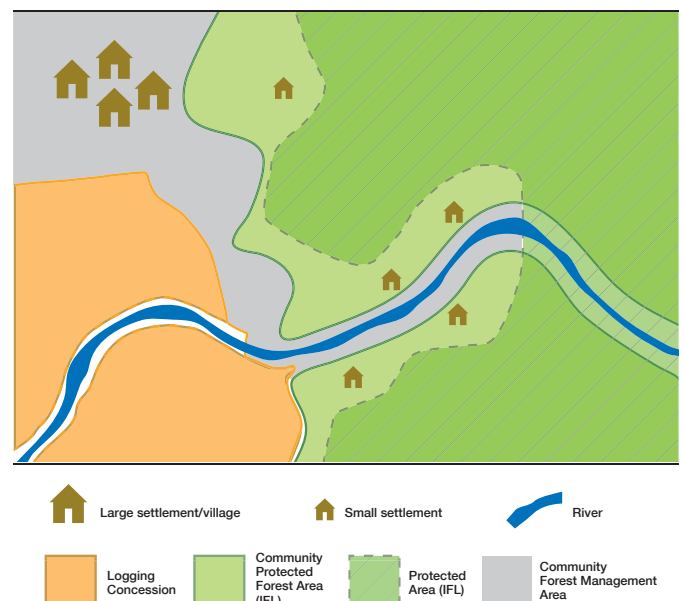 Large settlement/village
Small settlement
River
Logging
Concession
Community
Protected
Forest Area
(IFL)
Protected
Area (IFL)
Community
Forest Management
Area